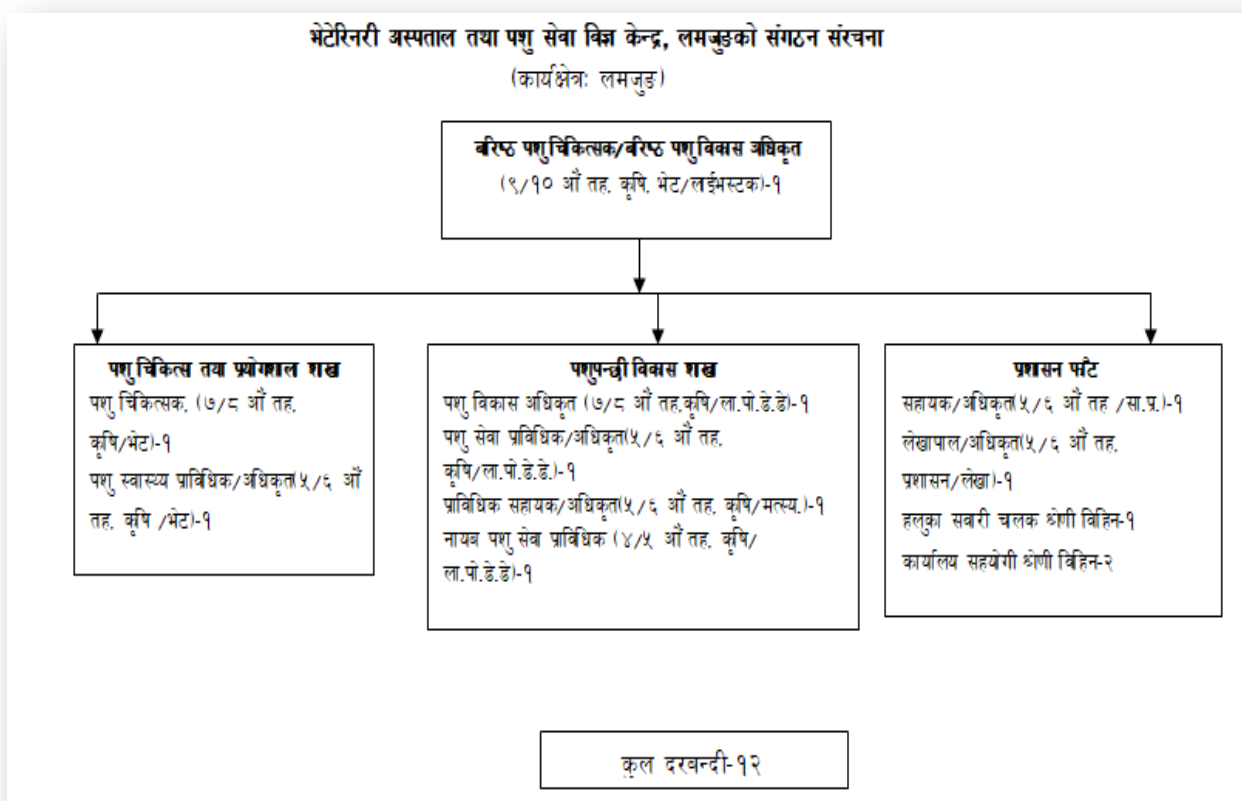 भेटेरिनरी अस्पताल तथा पशु सेवा विज्ञ केन्द्र, लमजुङको संगठन संरचना
(कार्यक्षेत्रः लमजुङ)
बरिष्ठ पशु चिकित्सक/बरिष्ठ पशु विकास अधिकृत
(९/१० औं तह, कृषि, भेट/लाईभस्टक)-१
पशु चिकित्स तथा प्रयोगशाल शाख
पशु चिकित्सक, (७/८ औं तह,
कृषि/भेट)-१
पशु स्वास्थ्य प्राविधिक/अधिकृत(५/६ औं
तह, कृषि /भेट)-१
पशुपन्छी विकास शाख
पशु विकास अधिकृत (७/८ औं तह,कृषि/ला.पो.डे.डे)-१
पशु सेवा प्रविधिक/अधिकृत(५/६ औं तह,
कृषि/ला.पो.डे.डे.)-१
प्राविधिक सहायक/अधिकृत(५/६ औं तह, कृषि/मत्स्य.)-१
नायब पशु सेवा प्राविधिक (४/५ औं तह, कृषि/
ला.पो.डे.डे)-१
प्रशासन फाँट
सहायक/अधिकृत(५/६ औं तह /सा.प्र.)-१
लेखापाल/अधिकृत(५/६ औं तह,
प्रशासन/लेखा)-१
हलुका सवारी चालक श्रेणी विहिन-१
कार्यालय सहयोगी श्रेणी विहिन-२
कुल दरबन्दी-१२